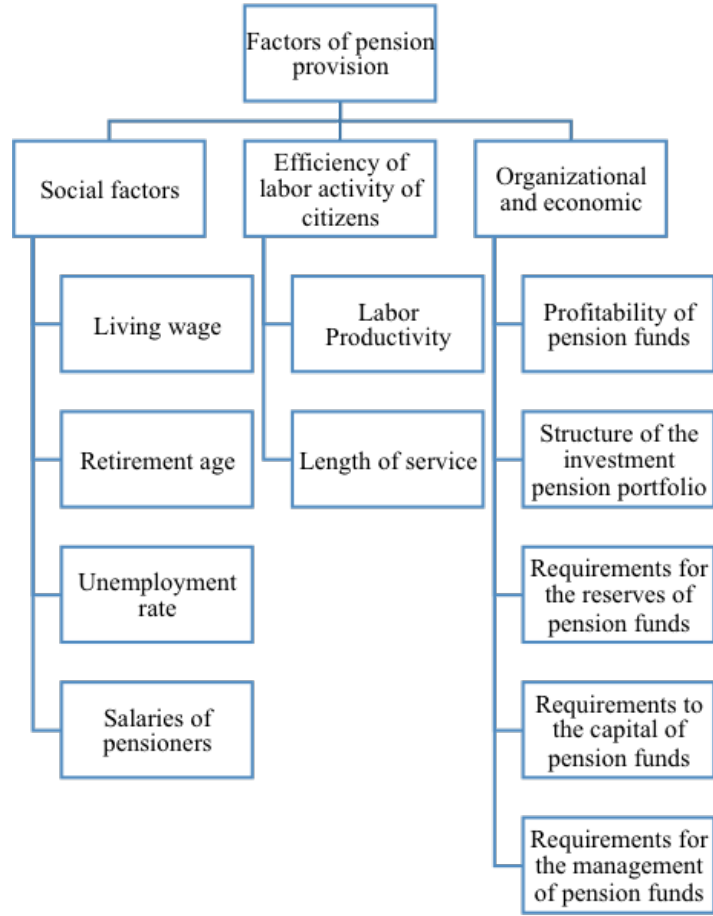 Factors of pension
provision
Social factors
Efficiency of
labor activity of
citizens
Organizational
and economic
Living wage
Retirement age
Unemployment
rate
Salaries of
pensioners
Labor
Productivity
Length of service
Profitability of
pension funds
Structure of the
investment
pension portfolio
Requirements for
the reserves of
pension funds
Requirements to
the capital of
pension funds
Requirements for
the management
of pension funds